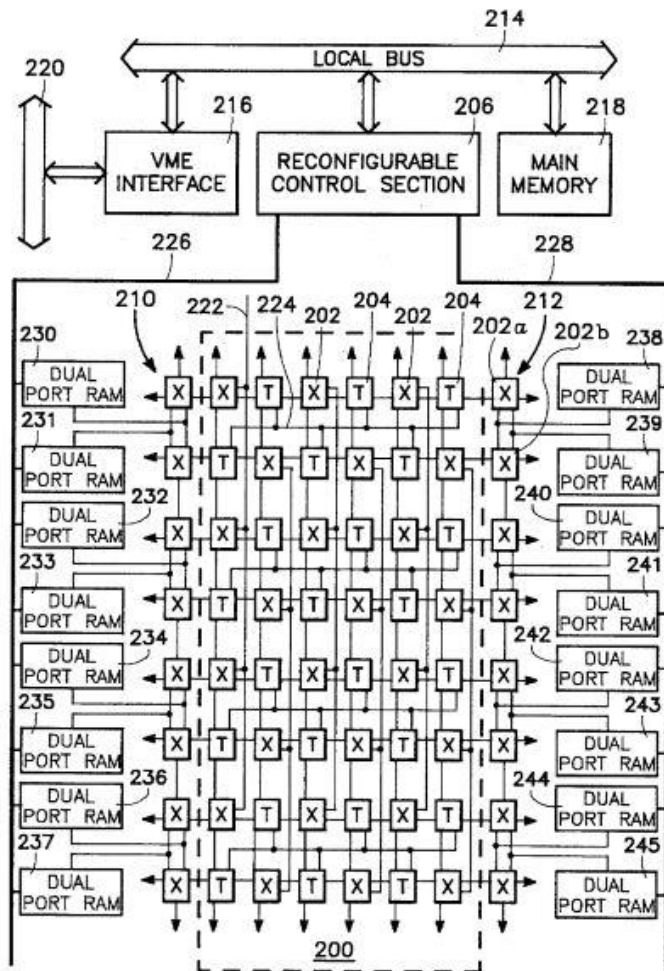 214
LOCAL BUS
220
216
206
218
VME INTERFACE
RECONFIGURABLE CONTROL SECTION
MAIN MEMORY
226
228
210
222
224
202
204
202
204
202a
212
202b
230
DUAL PORT RAM
X X T X T X T X
238
DUAL PORT RAM
231
DUAL PORT RAM
X T X T X T X X
239
DUAL PORT RAM
232
DUAL PORT RAM
X X T X T X T X
240
DUAL PORT RAM
233
DUAL PORT RAM
X T X T X T X X
241
DUAL PORT RAM
234
DUAL PORT RAM
X X T X T X T X
242
DUAL PORT RAM
235
DUAL PORT RAM
X T X T X T X X
243
DUAL PORT RAM
236
DUAL PORT RAM
X X T X T X T X
244
DUAL PORT RAM
237
DUAL PORT RAM
X T X T X T X X
245
DUAL PORT RAM
200